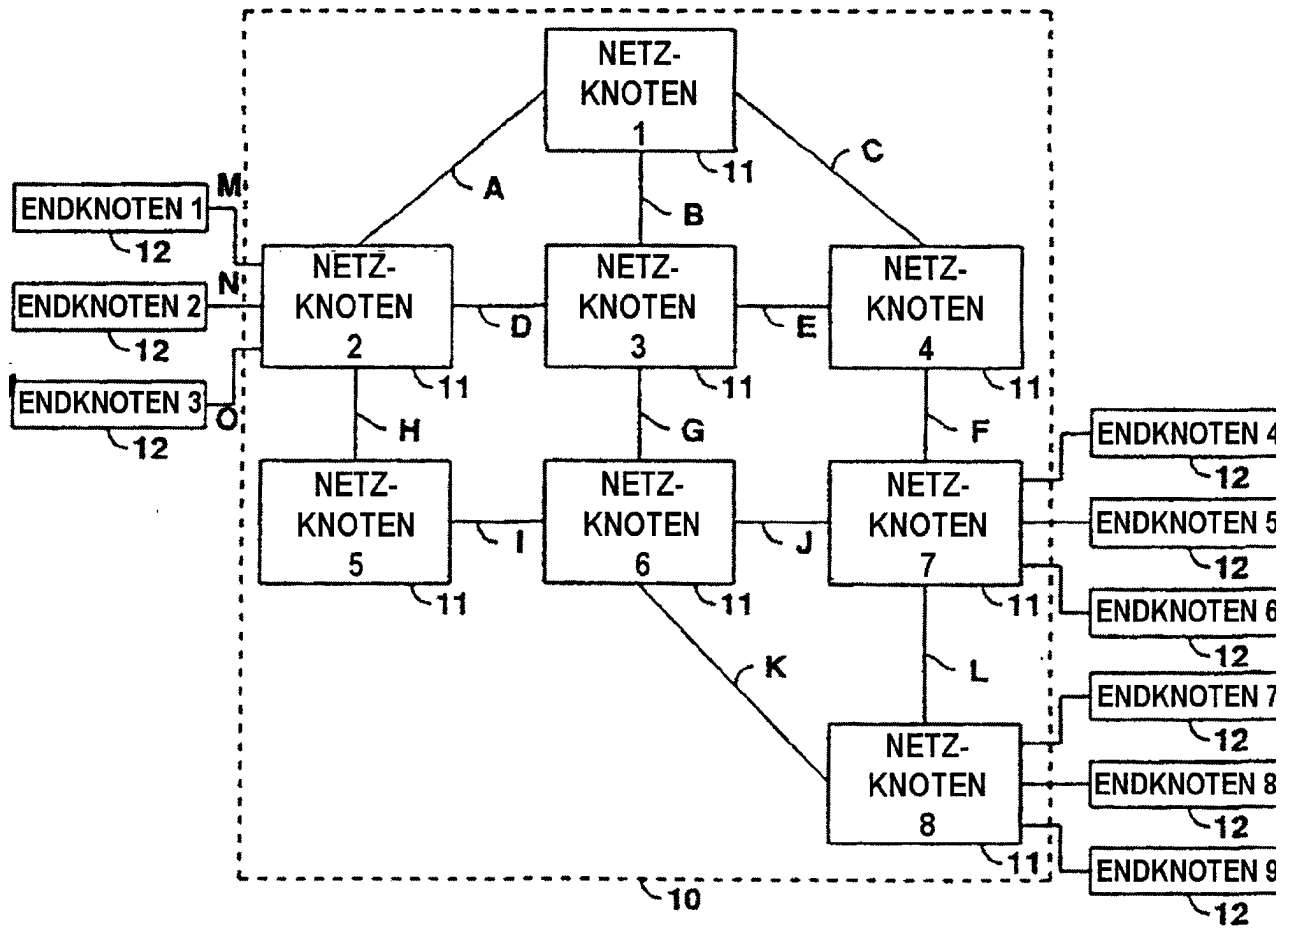 NETZ-
KNOTEN
1
11
A
B
C
M
ENDKNOTEN 1
12
N
ENDKNOTEN 2
12
ENDKNOTEN 3
O
12
NETZ-
KNOTEN
2
11
D
NETZ-
KNOTEN
3
11
E
NETZ-
KNOTEN
4
11
H
G
F
NETZ-
KNOTEN
5
11
I
NETZ-
KNOTEN
6
11
J
NETZ-
KNOTEN
7
11
ENDKNOTEN 4
12
ENDKNOTEN 5
12
ENDKNOTEN 6
12
K
L
NETZ-
KNOTEN
8
11
ENDKNOTEN 7
12
ENDKNOTEN 8
12
ENDKNOTEN 9
12
10